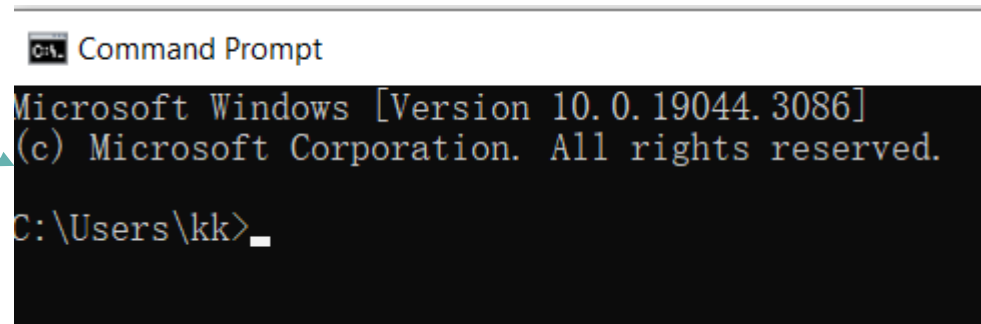 Command Prompt
Microsoft Windows [Version 10.0.19044.3086]
(c) Microsoft Corporation. All rights reserved.
C:\Users\kk>